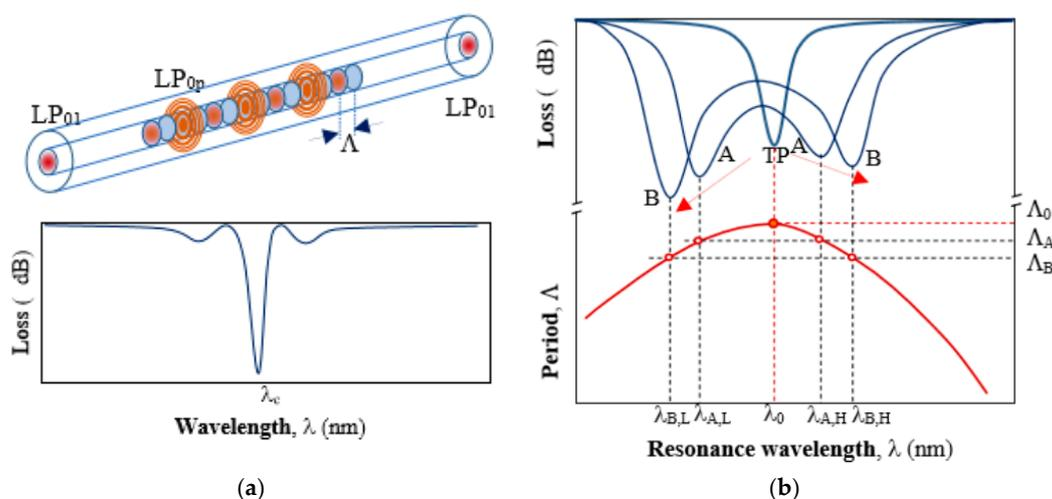 LP₀₁
LP₀ₚ
LP₀₁
Λ
Loss ( dB)
λc
Wavelength, λ (nm)
(a)
Loss ( dB)
A
TP
A
B
B
Λ₀
ΛA
ΛB
Period, Λ
λB,L
λA,L
λ₀
λA,H
λB,H
Resonance wavelength, λ (nm)
(b)